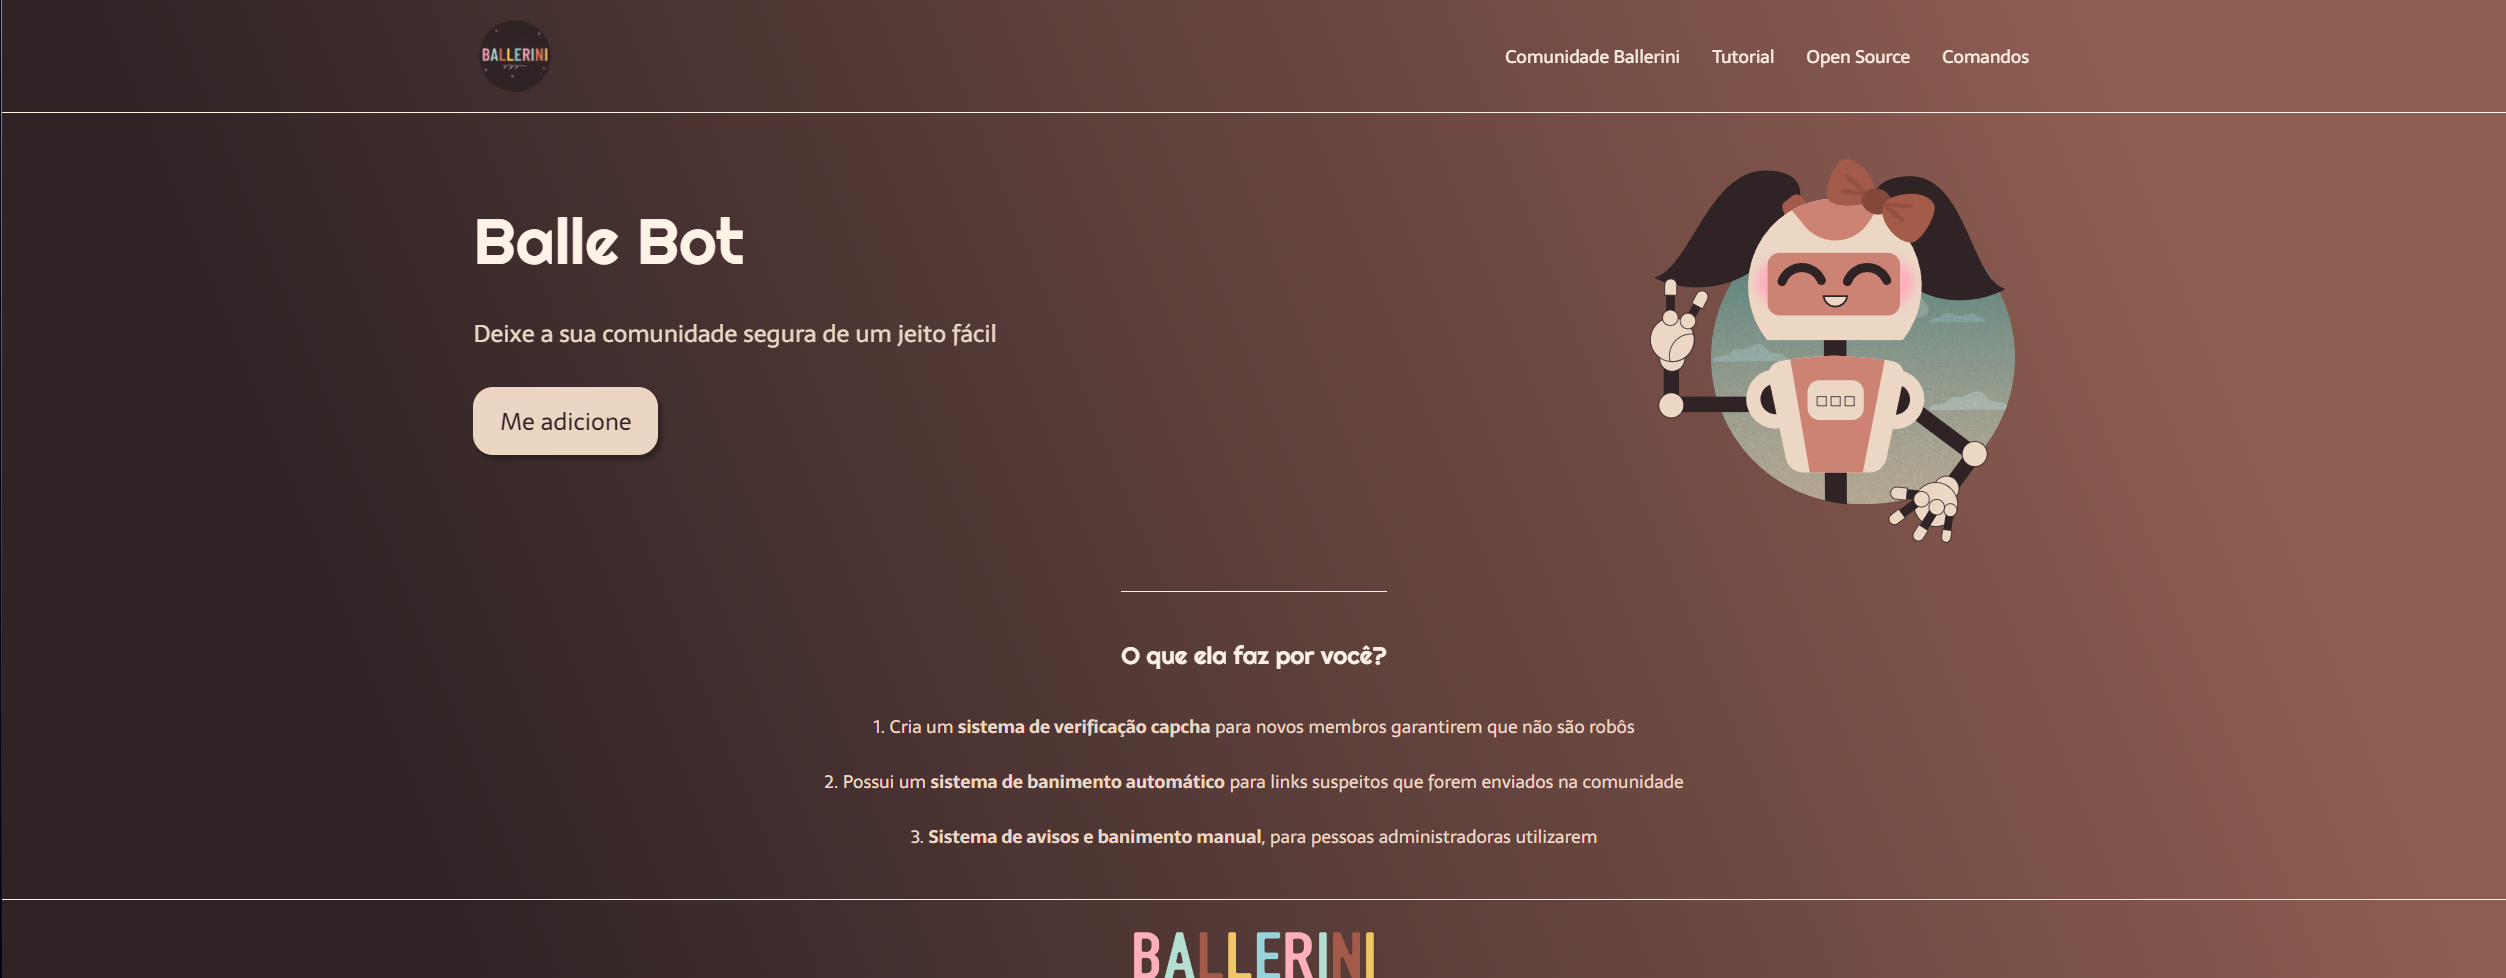 BALLERINI
Comunidade Ballerini
Tutorial
Open Source
Comandos
Balle Bot
Deixe a sua comunidade segura de um jeito fácil
Me adicione
O que ela faz por você?
1. Cria um sistema de verificação capcha para novos membros garantirem que não são robôs
2. Possui um sistema de banimento automático para links suspeitos que forem enviados na comunidade
3. Sistema de avisos e banimento manual, para pessoas administradoras utilizarem
BALLERINI